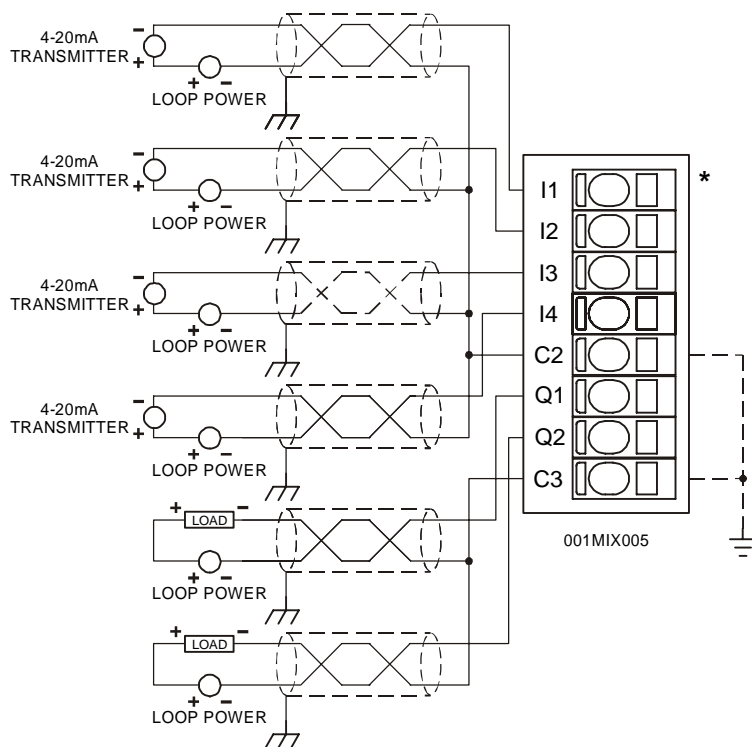 - 4-20mA
TRANSMITTER
+
+ -
LOOP POWER
- 4-20mA
TRANSMITTER
+
+ -
LOOP POWER
- 4-20mA
TRANSMITTER
+
+ -
LOOP POWER
- 4-20mA
TRANSMITTER
+
+ -
LOOP POWER
+ LOAD -
+ -
LOOP POWER
+ LOAD -
+ -
LOOP POWER
*
I1
I2
I3
I4
C2
Q1
Q2
C3
001MIX005